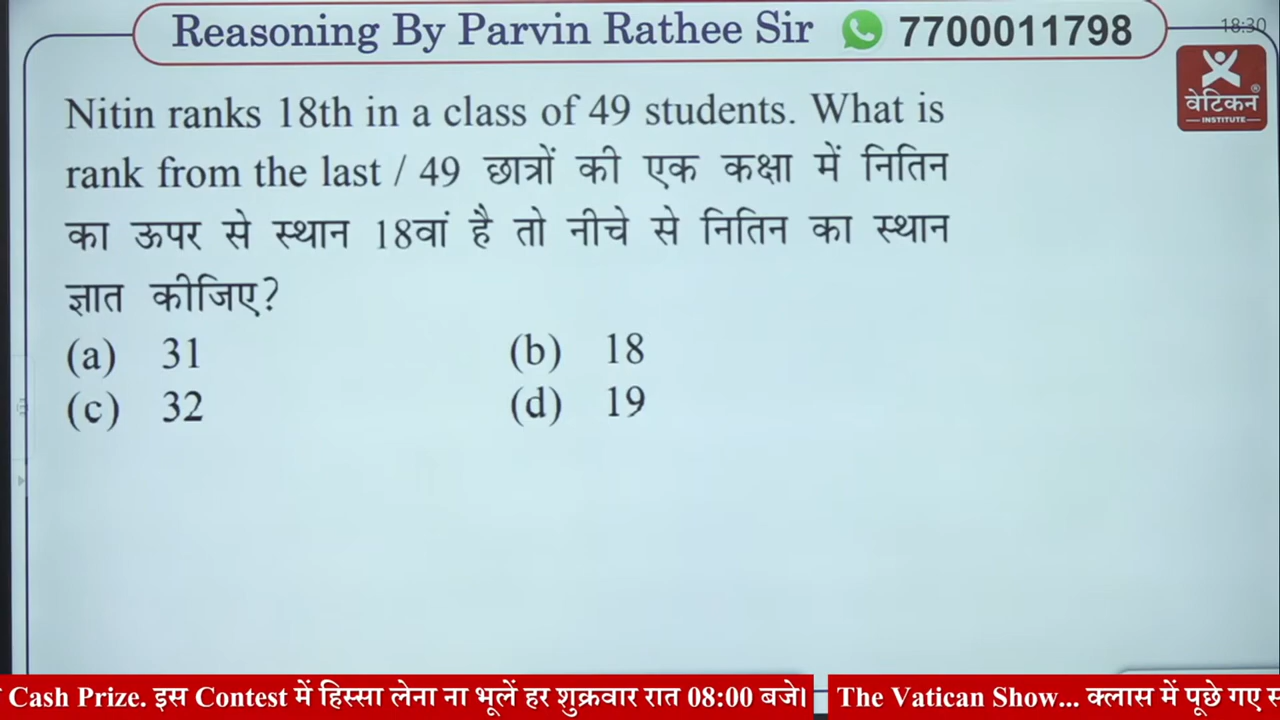 Reasoning By Parvin Rathee Sir 7700011798
18:30
वेटिकन
INSTITUTE
Nitin ranks 18th in a class of 49 students. What is
rank from the last / 49 छात्रों की एक कक्षा में नितिन
का ऊपर से स्थान 18वां है तो नीचे से नितिन का स्थान
ज्ञात कीजिए?
(a) 31 (b) 18
(c) 32 (d) 19
Cash Prize. इस Contest में हिस्सा लेना ना भूलें हर शुक्रवार रात 08:00 बजे। The Vatican Show... क्लास में पूछे गए